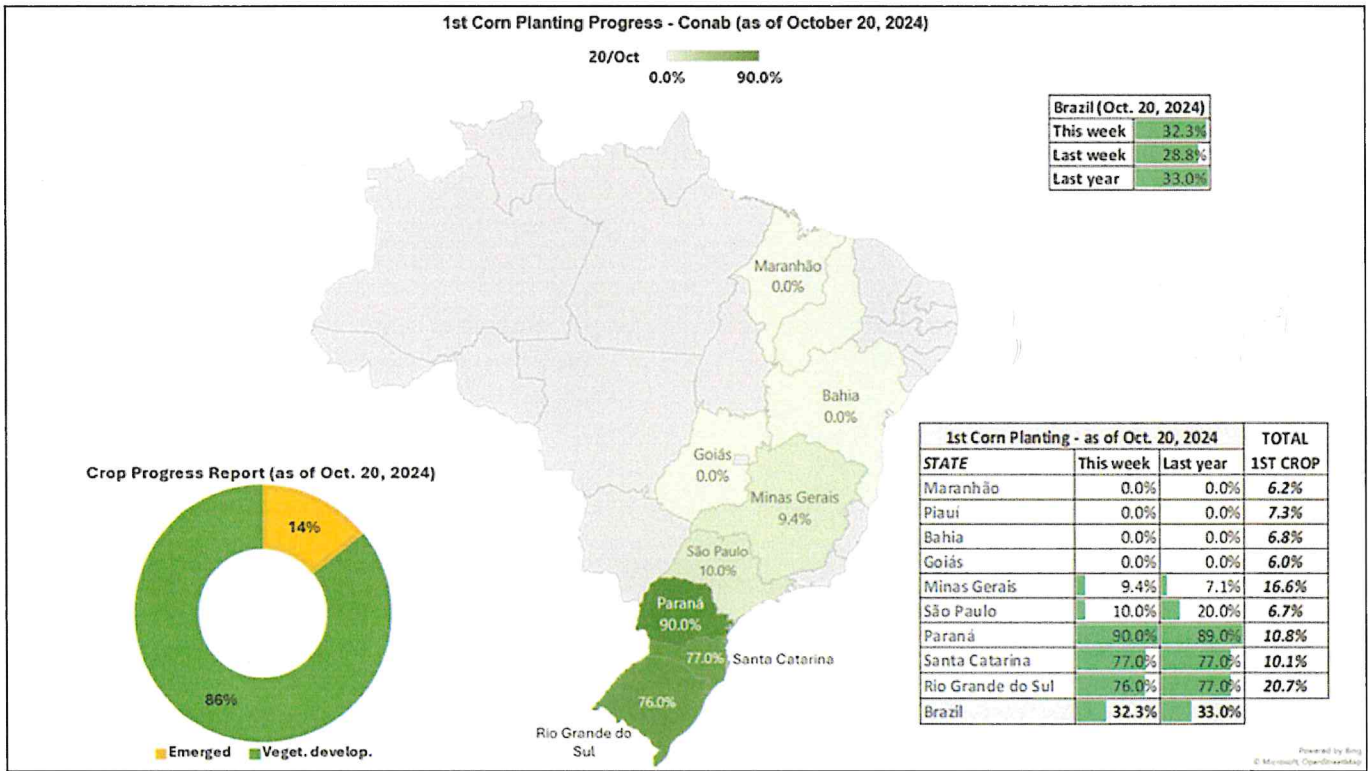 1st Corn Planting Progress - Conab (as of October 20, 2024)
20/Oct
0.0% 90.0%
Brazil (Oct. 20, 2024)
This week 32.3%
Last week 28.8%
Last year 33.0%
Maranhão
0.0%
Bahia
0.0%
Goiás
0.0%
Minas Gerais
9.4%
São Paulo
10.0%
Paraná
90.0%
77.0% Santa Catarina
76.0%
Rio Grande do
Sul
Crop Progress Report (as of Oct. 20, 2024)
14%
86%
Emerged Veget. develop.
1st Corn Planting - as of Oct. 20, 2024 TOTAL
STATE This week Last year 1ST CROP
Maranhão 0.0% 0.0% 6.2%
Piauí 0.0% 0.0% 7.3%
Bahia 0.0% 0.0% 6.8%
Goiás 0.0% 0.0% 6.0%
Minas Gerais 9.4% 7.1% 16.6%
São Paulo 10.0% 20.0% 6.7%
Paraná 90.0% 89.0% 10.8%
Santa Catarina 77.0% 77.0% 10.1%
Rio Grande do Sul 76.0% 77.0% 20.7%
Brazil 32.3% 33.0%
Powered by Bing
© Microsoft, OpenStreetMap